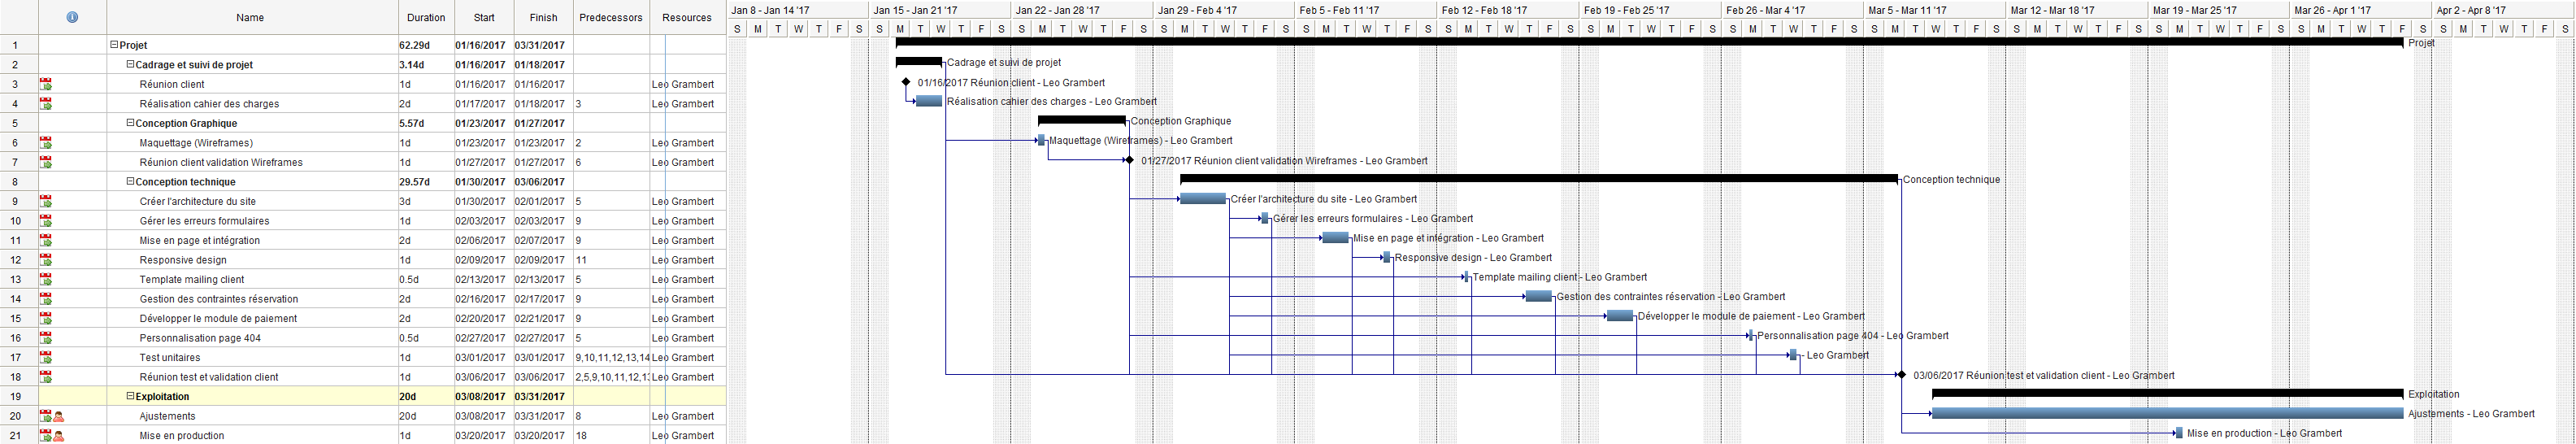 Name Duration Start Finish Predecessors Resources
Jan 8 - Jan 14 '17 Jan 15 - Jan 21 '17 Jan 22 - Jan 28 '17 Jan 29 - Feb 4 '17 Feb 5 - Feb 11 '17 Feb 12 - Feb 18 '17 Feb 19 - Feb 25 '17 Feb 26 - Mar 4 '17 Mar 5 - Mar 11 '17 Mar 12 - Mar 18 '17 Mar 19 - Mar 25 '17 Mar 26 - Apr 1 '17 Apr 2 - Apr 8 '17
S M T W T F S S M T W T F S S M T W T F S S M T W T F S S M T W T F S S M T W T F S S M T W T F S S M T W T F S S M T W T F S S M T W T F S S M T W T F S S M T W T F S S M T W T F S
1 Projet 62.29d 01/16/2017 03/31/2017 Projet
2 Cadrage et suivi de projet 3.14d 01/16/2017 01/18/2017 Cadrage et suivi de projet
3 Réunion client 1d 01/16/2017 01/16/2017 Leo Grambert 01/16/2017 Réunion client - Leo Grambert
4 Réalisation cahier des charges 2d 01/17/2017 01/18/2017 3 Leo Grambert Réalisation cahier des charges - Leo Grambert
5 Conception Graphique 5.57d 01/23/2017 01/27/2017 Conception Graphique
6 Maquettage (Wireframes) 1d 01/23/2017 01/23/2017 2 Leo Grambert Maquettage (Wireframes) - Leo Grambert
7 Réunion client validation Wireframes 1d 01/27/2017 01/27/2017 6 Leo Grambert 01/27/2017 Réunion client validation Wireframes - Leo Grambert
8 Conception technique 29.57d 01/30/2017 03/06/2017 Conception technique
9 Créer l'architecture du site 3d 01/30/2017 02/01/2017 5 Leo Grambert Créer l'architecture du site - Leo Grambert
10 Gérer les erreurs formulaires 1d 02/03/2017 02/03/2017 9 Leo Grambert Gérer les erreurs formulaires - Leo Grambert
11 Mise en page et intégration 2d 02/06/2017 02/07/2017 9 Leo Grambert Mise en page et intégration - Leo Grambert
12 Responsive design 1d 02/09/2017 02/09/2017 11 Leo Grambert Responsive design - Leo Grambert
13 Template mailing client 0.5d 02/13/2017 02/13/2017 5 Leo Grambert Template mailing client - Leo Grambert
14 Gestion des contraintes réservation 2d 02/16/2017 02/17/2017 9 Leo Grambert Gestion des contraintes réservation - Leo Grambert
15 Développer le module de paiement 2d 02/20/2017 02/21/2017 9 Leo Grambert Développer le module de paiement - Leo Grambert
16 Personnalisation page 404 0.5d 02/27/2017 02/27/2017 5 Leo Grambert Personnalisation page 404 - Leo Grambert
17 Test unitaires 1d 03/01/2017 03/01/2017 9,10,11,12,13,14 Leo Grambert - Leo Grambert
18 Réunion test et validation client 1d 03/06/2017 03/06/2017 2,5,9,10,11,12,1 Leo Grambert 03/06/2017 Réunion test et validation client - Leo Grambert
19 Exploitation 20d 03/08/2017 03/31/2017 Exploitation
20 Ajustements 20d 03/08/2017 03/31/2017 8 Leo Grambert Ajustements - Leo Grambert
21 Mise en production 1d 03/20/2017 03/20/2017 18 Leo Grambert Mise en production - Leo Grambert